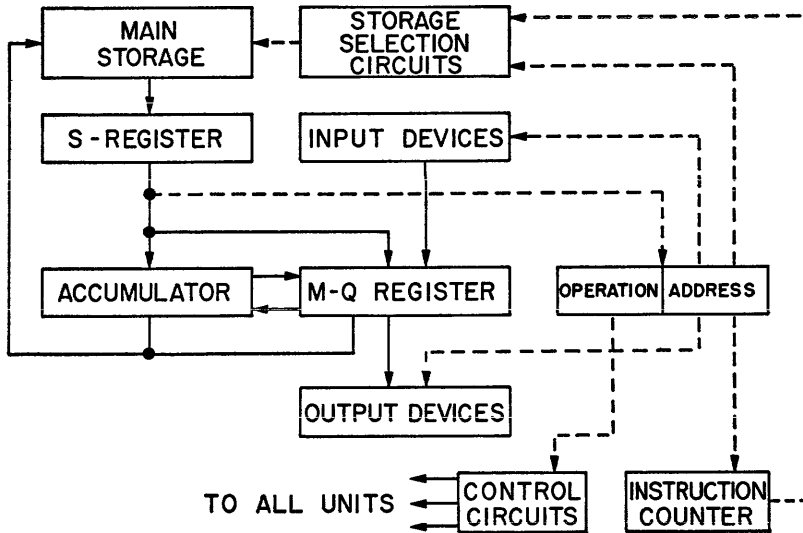 MAIN
STORAGE
STORAGE
SELECTION
CIRCUITS
S-REGISTER
INPUT DEVICES
ACCUMULATOR
M-Q REGISTER
OPERATION
ADDRESS
OUTPUT DEVICES
TO ALL UNITS
CONTROL
CIRCUITS
INSTRUCTION
COUNTER